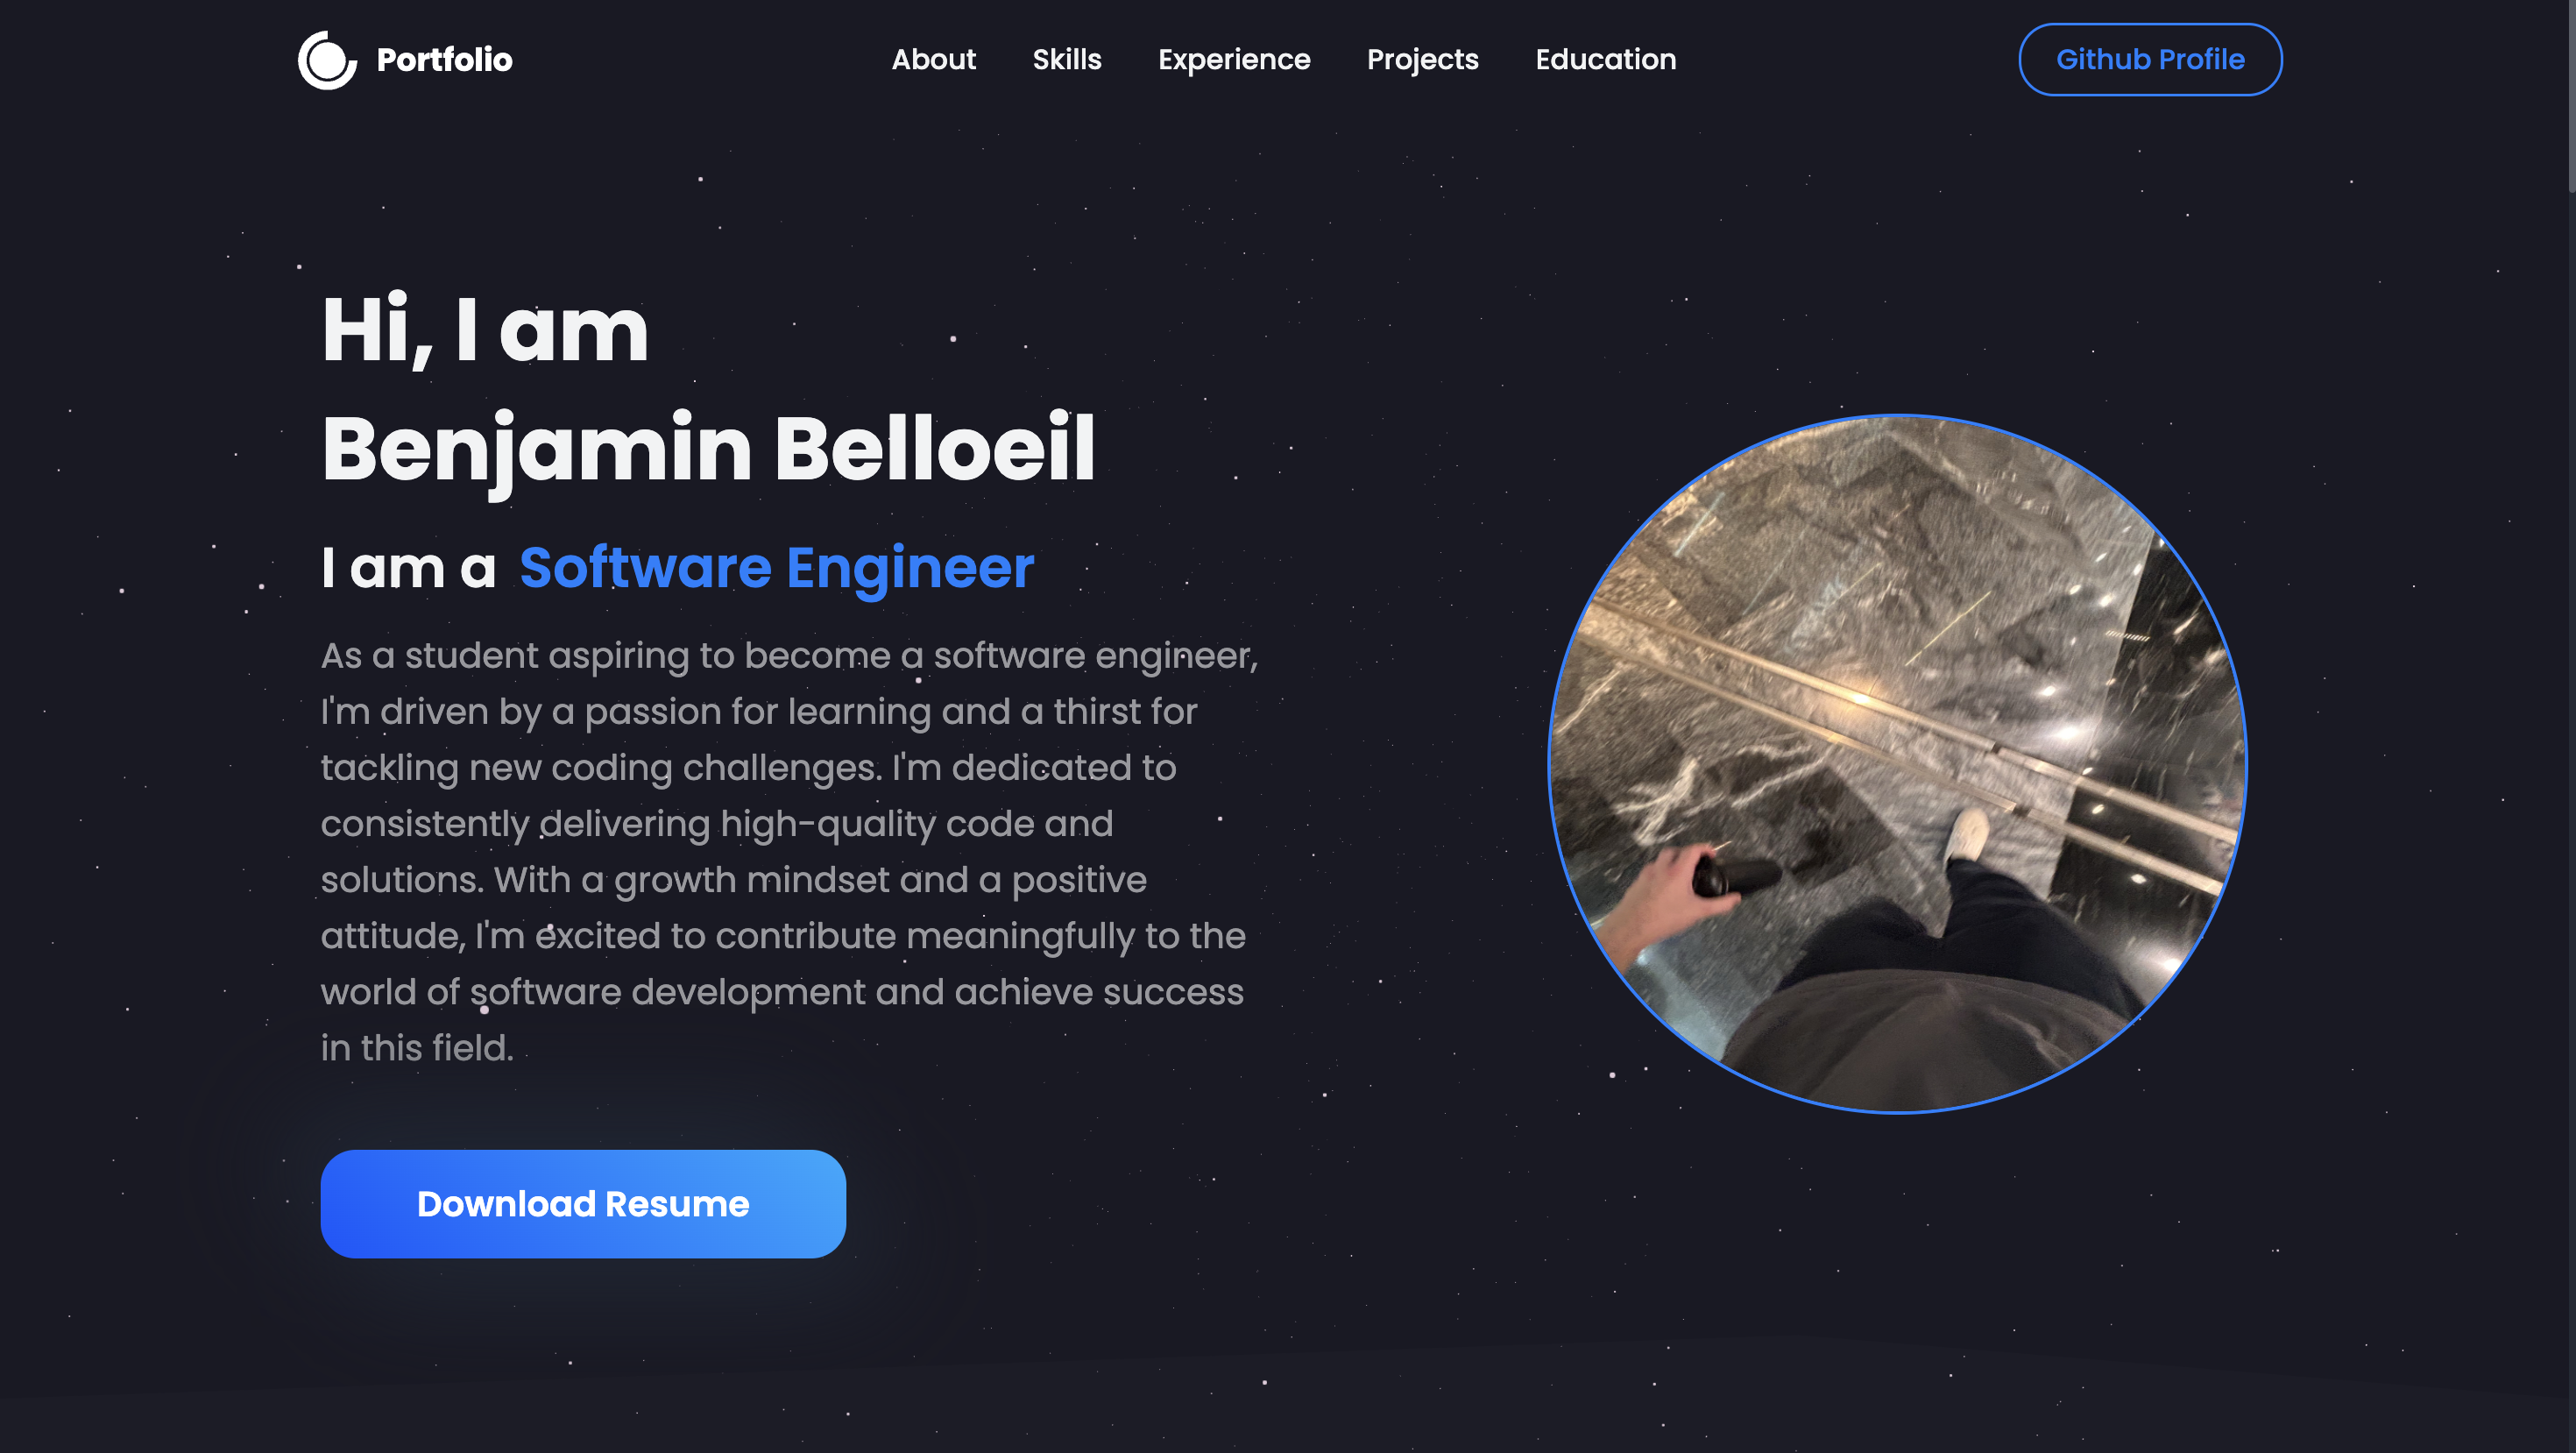 Portfolio
About
Skills
Experience
Projects
Education
Github Profile
Hi, I am
Benjamin Belloeil
I am a Software Engineer
As a student aspiring to become a software engineer,
I'm driven by a passion for learning and a thirst for
tackling new coding challenges. I'm dedicated to
consistently delivering high-quality code and
solutions. With a growth mindset and a positive
attitude, I'm excited to contribute meaningfully to the
world of software development and achieve success
in this field.
Download Resume